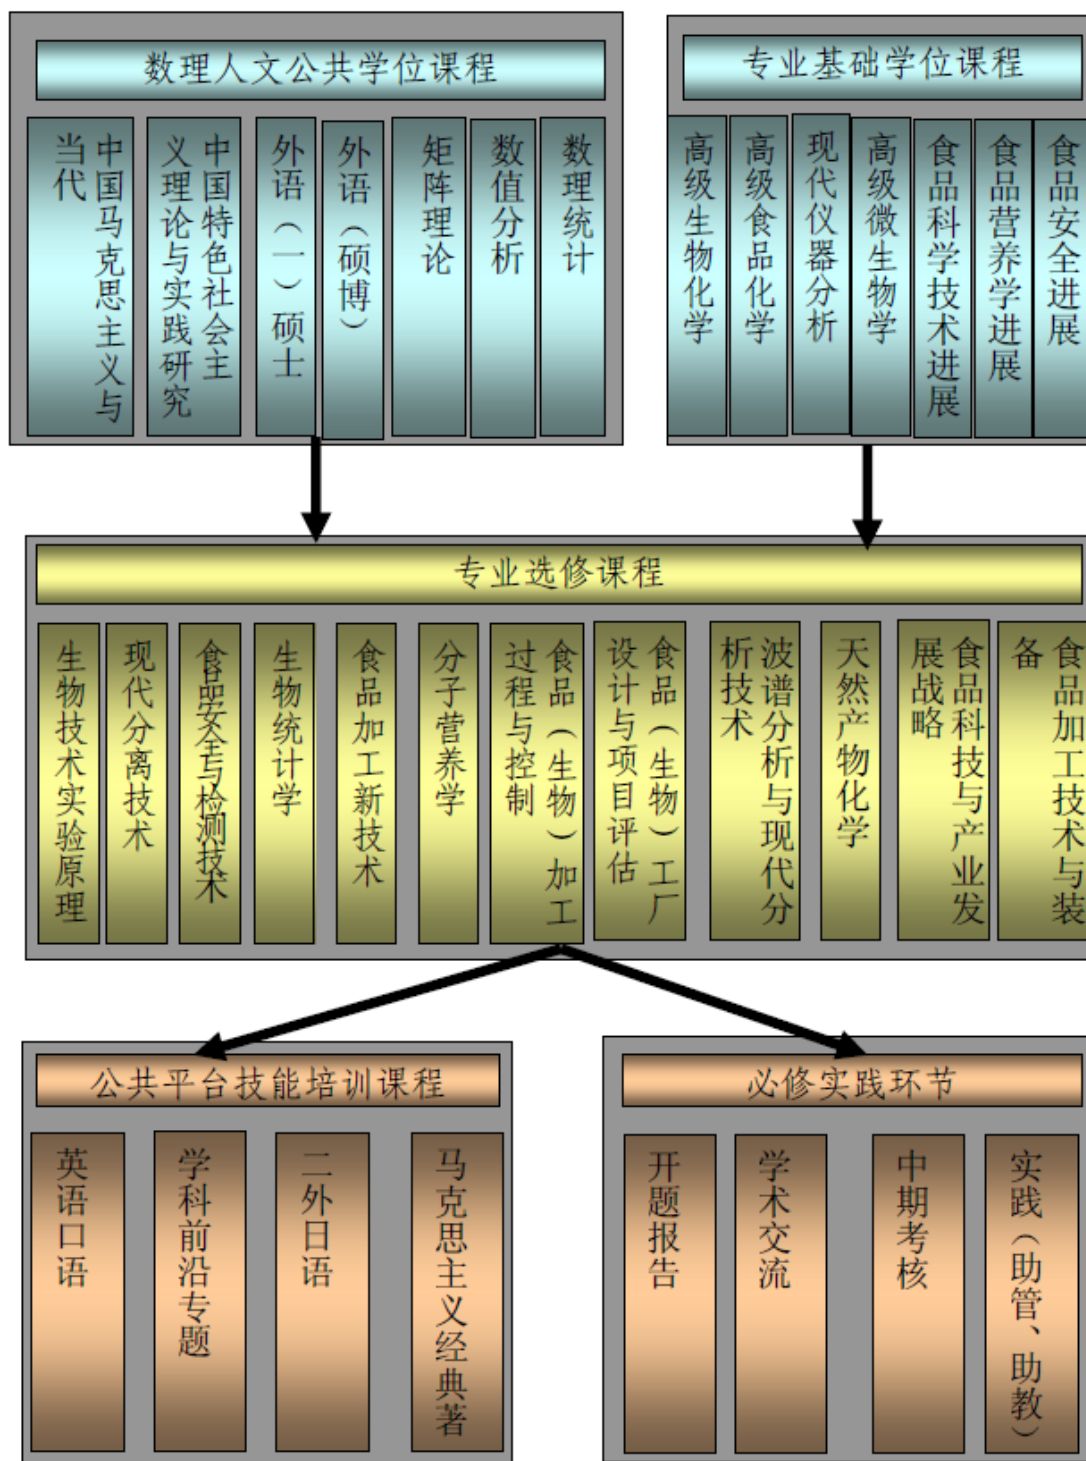 数理人文公共学位课程
中国马克思主义与
当代
中国特色社会主
义理论与实践研究
外语（一）硕士
外语（硕博）
矩阵理论
数值分析
数理统计
专业基础学位课程
高级生物化学
高级食品化学
现代仪器分析
高级微生物学
食品科学技术进展
食品营养学进展
食品安全进展
专业选修课程
生物技术实验原理
现代分离技术
食品安全与检测技术
生物统计学
食品加工新技术
分子营养学
食品（生物）加工
过程与控制
食品（生物）工厂
设计与项目评估
波谱分析与现代分
析技术
天然产物化学
食品科技与产业发
展战略
食品加工技术与装
备
公共平台技能培训课程
英语口语
学科前沿专题
二外日语
马克思主义经典著
必修实践环节
开题报告
学术交流
中期考核
实践（助管、助教）